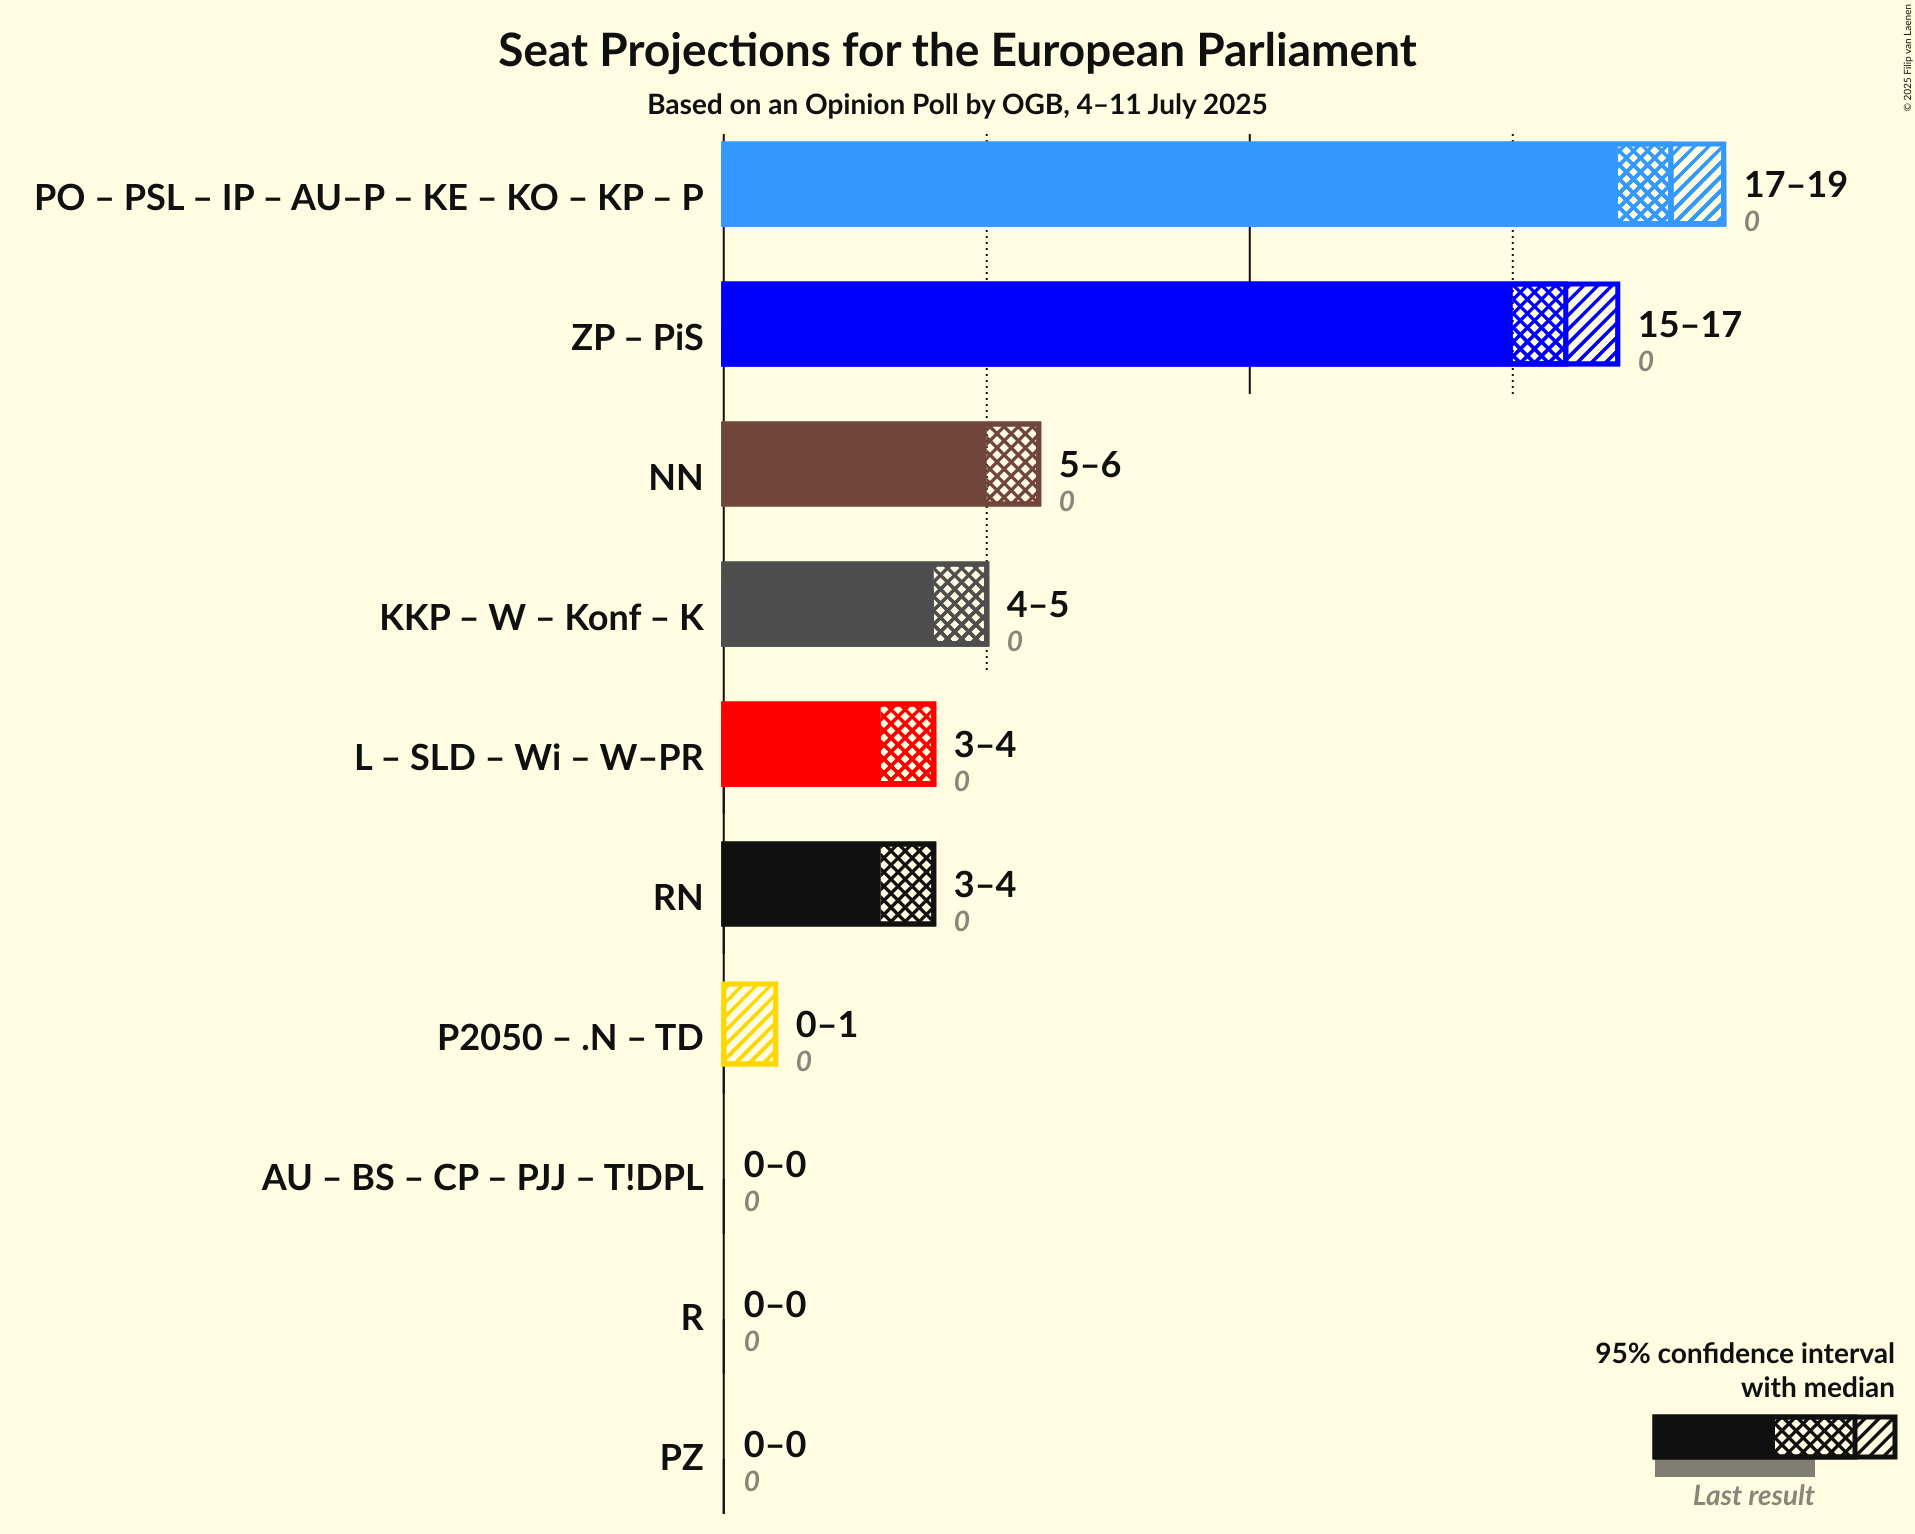 Seat Projections for the European Parliament
Based on an Opinion Poll by OGB, 4–11 July 2025
© 2025 Filip van Laenen
PO – PSL – IP – AU–P – KE – KO – KP – P
17–19
0
ZP – PiS
15–17
0
NN
5–6
0
KKP – W – Konf – K
4–5
0
L – SLD – Wi – W–PR
3–4
0
RN
3–4
0
P2050 – .N – TD
0–1
0
AU – BS – CP – PJJ – T!DPL
0–0
0
R
0–0
0
PZ
0–0
0
95% confidence interval
with median
Last result